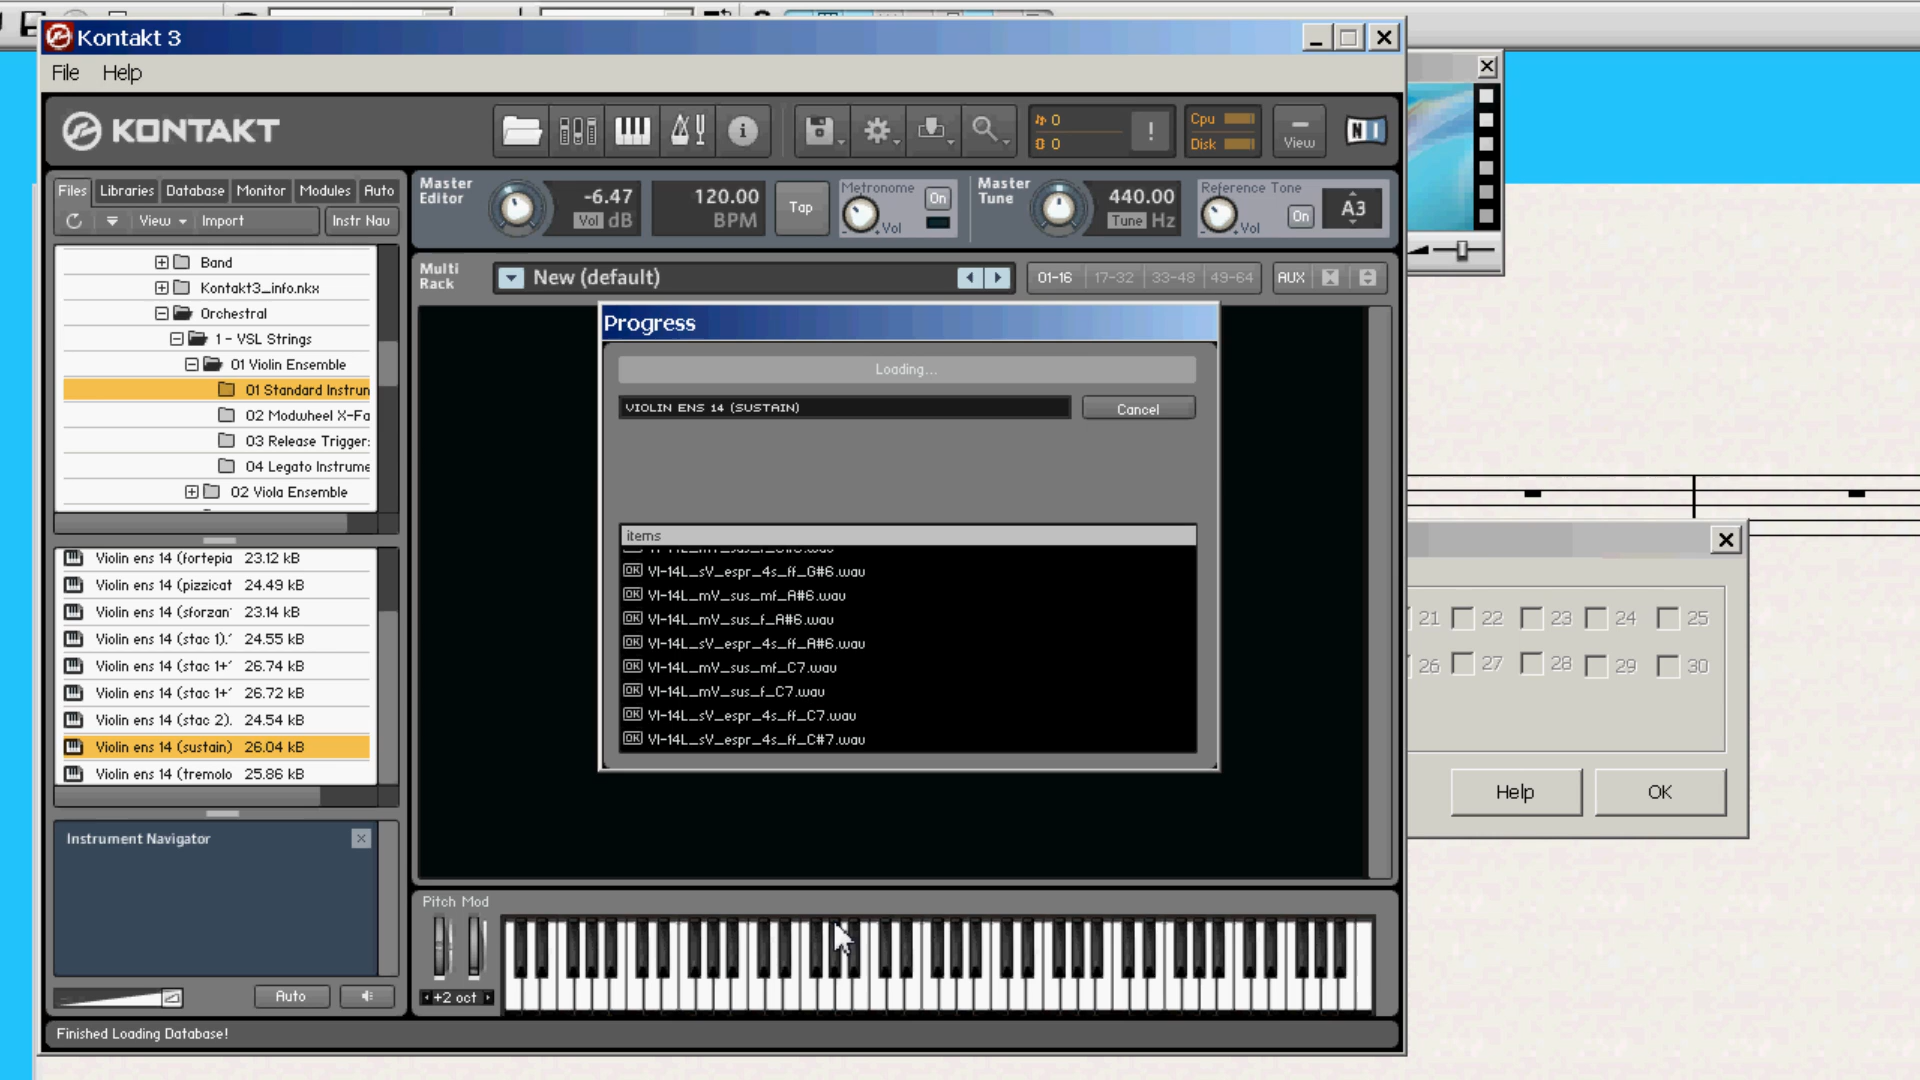 Kontakt 3
File Help
KONTAKT
0
0
!
Cpu
Disk
View
NI
Files Libraries Database Monitor Modules Auto
View Import Instr Nav
Master
Editor
-6.47
Vol dB
120.00
BPM
Tap
Metronome
On
Vol
Master
Tune
440.00
Tune Hz
Reference Tone
On
Vol
A3
Multi
Rack
New (default)
01-16 17-32 33-48 49-64
AUX
Band
Kontakt3_info.nkx
Orchestral
1 - VSL Strings
01 Violin Ensemble
01 Standard Instrun
02 Modwheel X-Fa
03 Release Trigger:
04 Legato Instrume
02 Viola Ensemble
Progress
Loading...
VIOLIN ENS 14 (SUSTAIN)
Cancel
items
OK VI-14L_sV_espr_4s_ff_G#6.wav
OK VI-14L_mV_sus_mf_A#6.wav
OK VI-14L_mV_sus_f_A#6.wav
OK VI-14L_sV_espr_4s_ff_A#6.wav
OK VI-14L_mV_sus_mf_C7.wav
OK VI-14L_mV_sus_f_C7.wav
OK VI-14L_sV_espr_4s_ff_C7.wav
OK VI-14L_sV_espr_4s_ff_C#7.wav
Violin ens 14 (fortepia 23.12 kB
Violin ens 14 (pizzicat 24.49 kB
Violin ens 14 (sforzan 23.14 kB
Violin ens 14 (stac 1). 24.55 kB
Violin ens 14 (stac 1+ 26.74 kB
Violin ens 14 (stac 1+ 26.72 kB
Violin ens 14 (stac 2). 24.54 kB
Violin ens 14 (sustain) 26.04 kB
Violin ens 14 (tremolo 25.86 kB
Instrument Navigator
Auto
Pitch Mod
+2 oct
Finished Loading Database!
21 22 23 24 25
26 27 28 29 30
Help OK